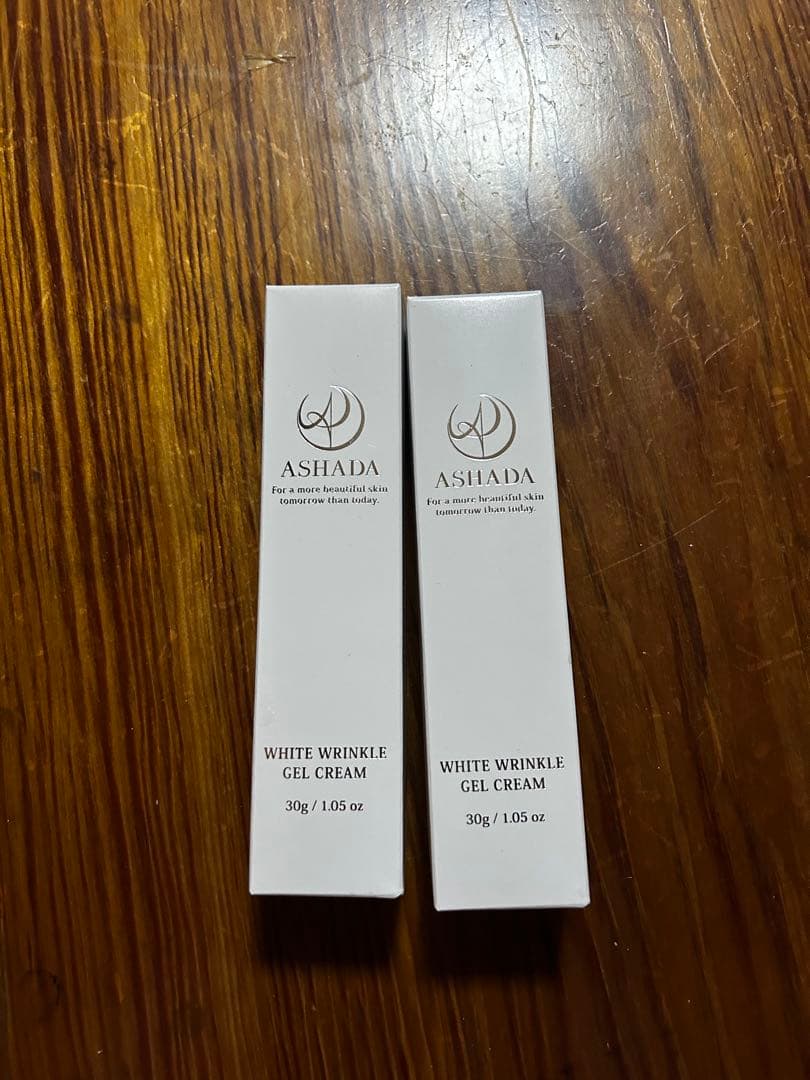 ASHADA
For a more beautiful skin
tomorrow than today.
WHITE WRINKLE
GEL CREAM
30g / 1.05 oz
ASHADA
For a more beautiful skin
tomorrow than today.
WHITE WRINKLE
GEL CREAM
30g / 1.05 oz